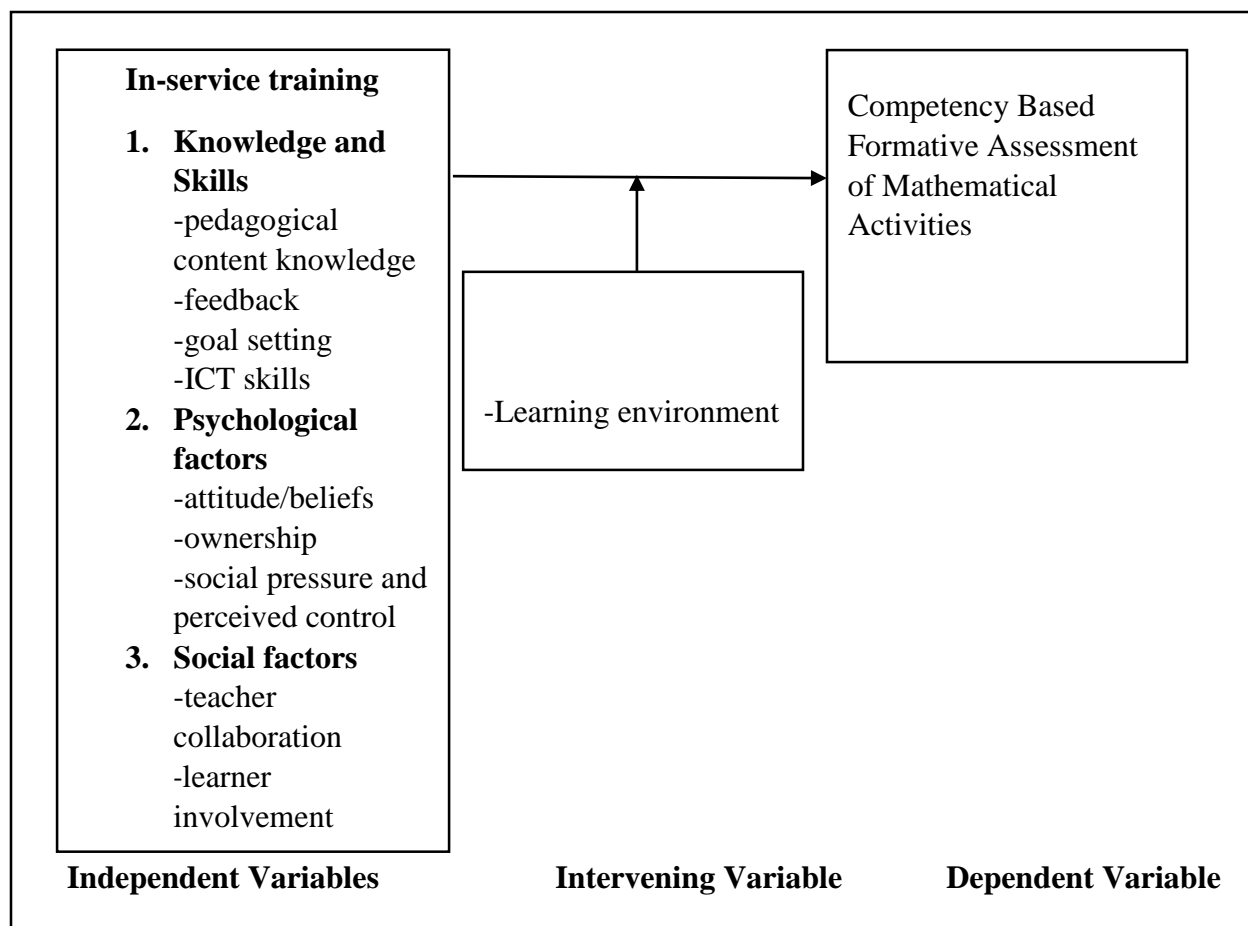 In-service training
1. Knowledge and
Skills
-pedagogical
content knowledge
-feedback
-goal setting
-ICT skills
2. Psychological
factors
-attitude/beliefs
-ownership
-social pressure and
perceived control
3. Social factors
-teacher
collaboration
-learner
involvement
-Learning environment
Competency Based
Formative Assessment
of Mathematical
Activities
Independent Variables
Intervening Variable
Dependent Variable